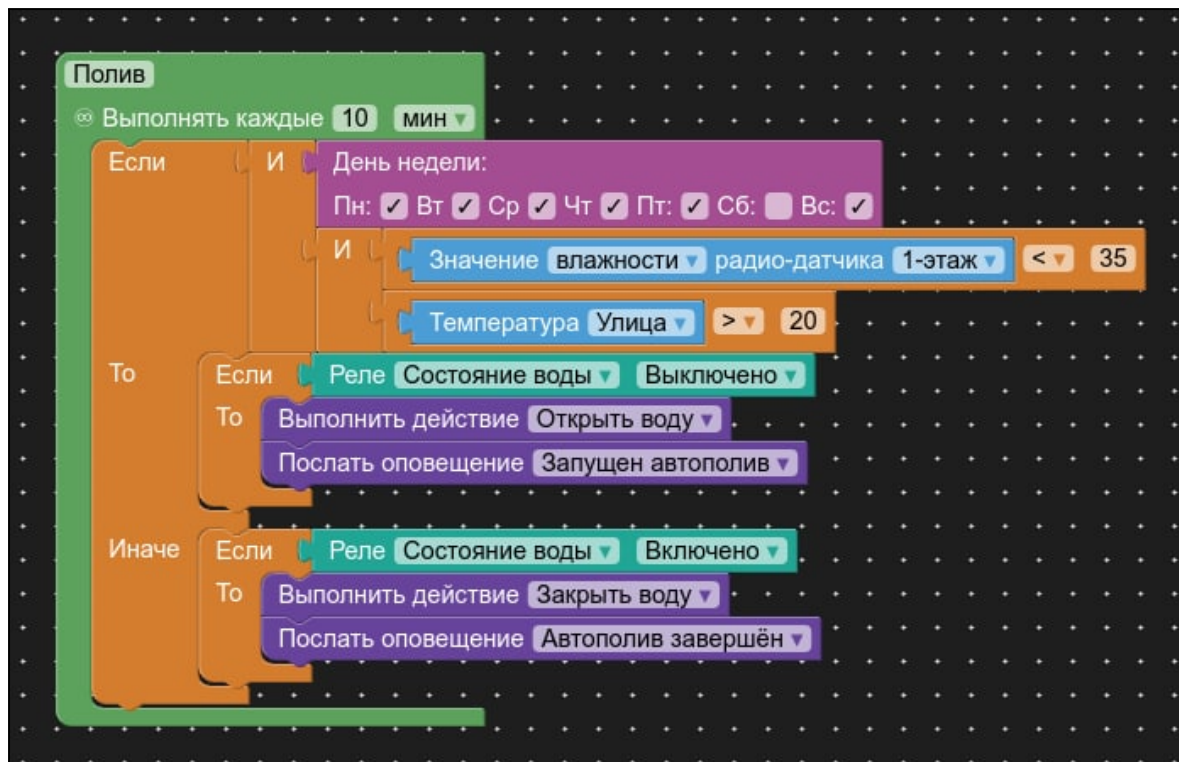 Полив
Выполнять каждые 10 мин
Если И День недели:
Пн: Вт Ср Чт Пт: Сб: Вс:
И Значение влажности радио-датчика 1-этаж < 35
Температура Улица > 20
То Если Реле Состояние воды Выключено
То Выполнить действие Открыть воду
Послать оповещение Запущен автополив
Иначе Если Реле Состояние воды Включено
То Выполнить действие Закрыть воду
Послать оповещение Автополив завершён